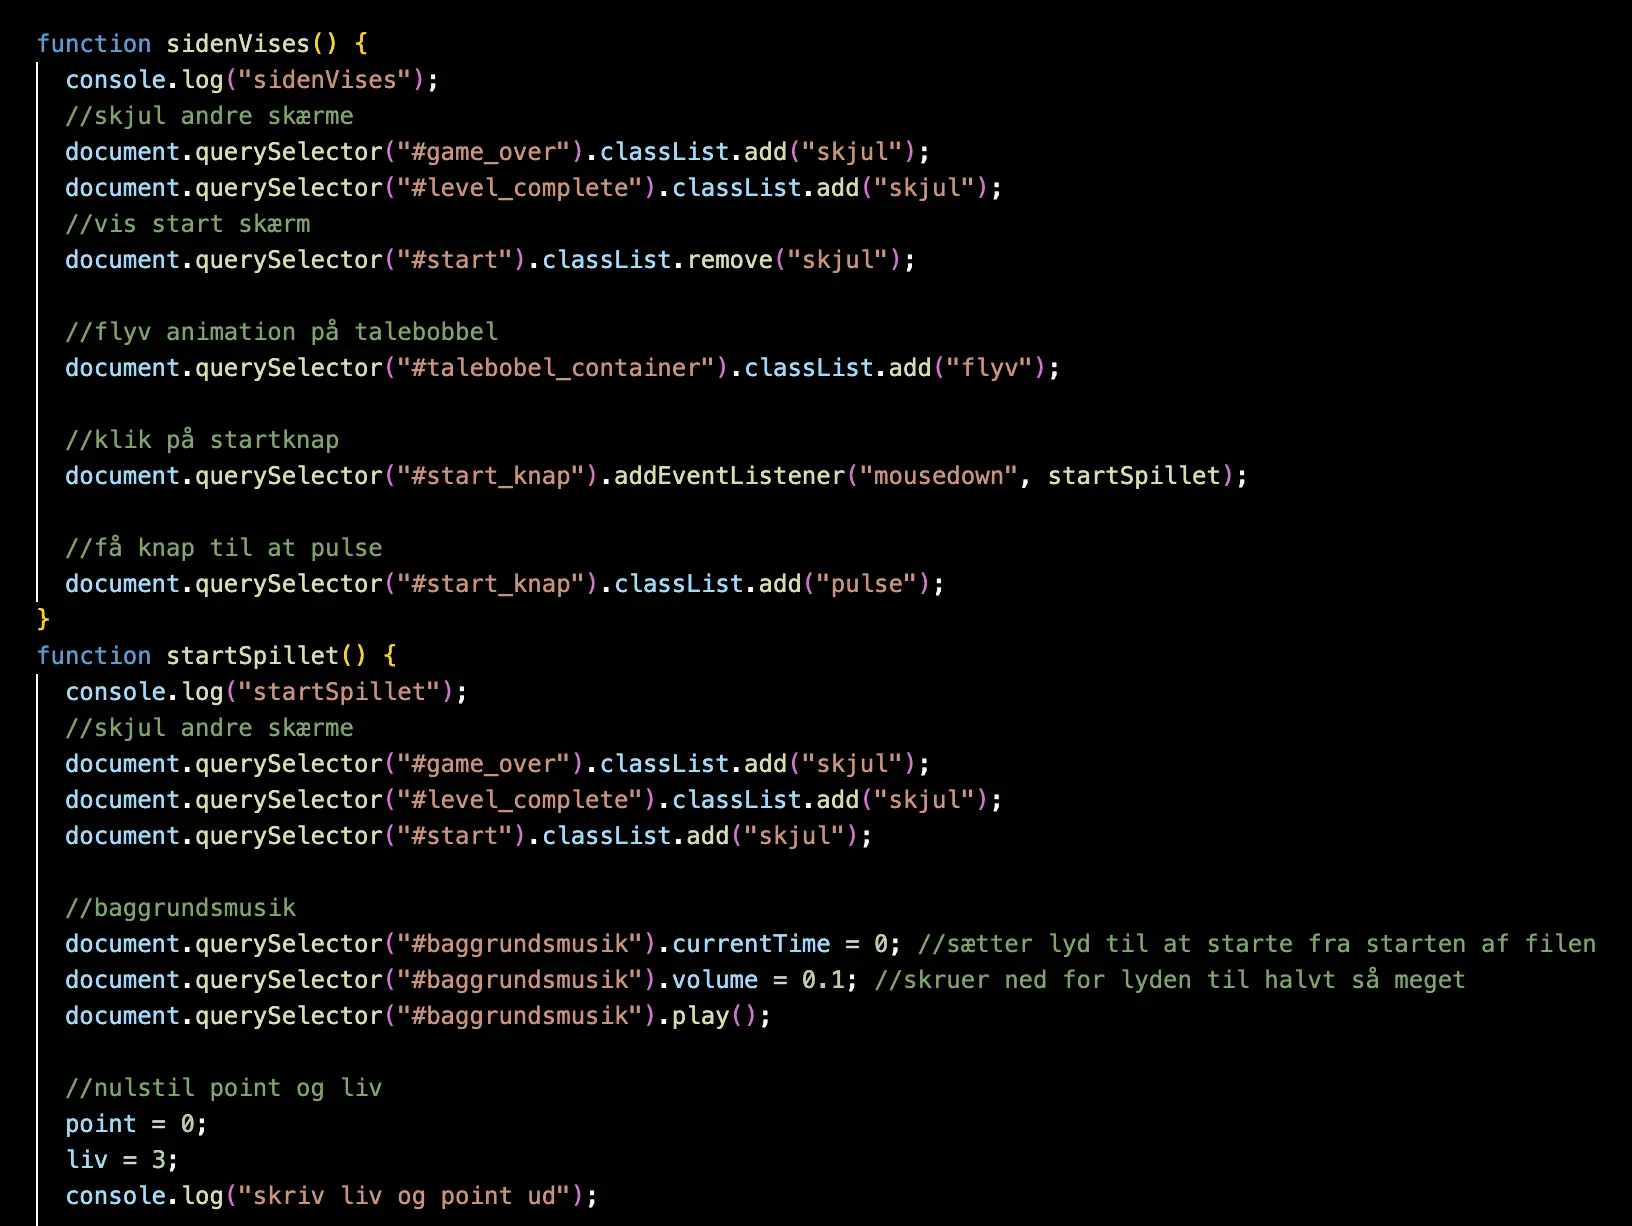 function sidenVises() {
  console.log("sidenVises");
  //skjul andre skærme
  document.querySelector("#game_over").classList.add("skjul");
  document.querySelector("#level_complete").classList.add("skjul");
  //vis start skærm
  document.querySelector("#start").classList.remove("skjul");

  //flyv animation på talebobbel
  document.querySelector("#talebobel_container").classList.add("flyv");

  //klik på startknap
  document.querySelector("#start_knap").addEventListener("mousedown", startSpillet);

  //få knap til at pulse
  document.querySelector("#start_knap").classList.add("pulse");
}
function startSpillet() {
  console.log("startSpillet");
  //skjul andre skærme
  document.querySelector("#game_over").classList.add("skjul");
  document.querySelector("#level_complete").classList.add("skjul");
  document.querySelector("#start").classList.add("skjul");

  //baggrundsmusik
  document.querySelector("#baggrundsmusik").currentTime = 0; //sætter lyd til at starte fra starten af filen
  document.querySelector("#baggrundsmusik").volume = 0.1; //skruer ned for lyden til halvt så meget
  document.querySelector("#baggrundsmusik").play();

  //nulstil point og liv
  point = 0;
  liv = 3;
  console.log("skriv liv og point ud");